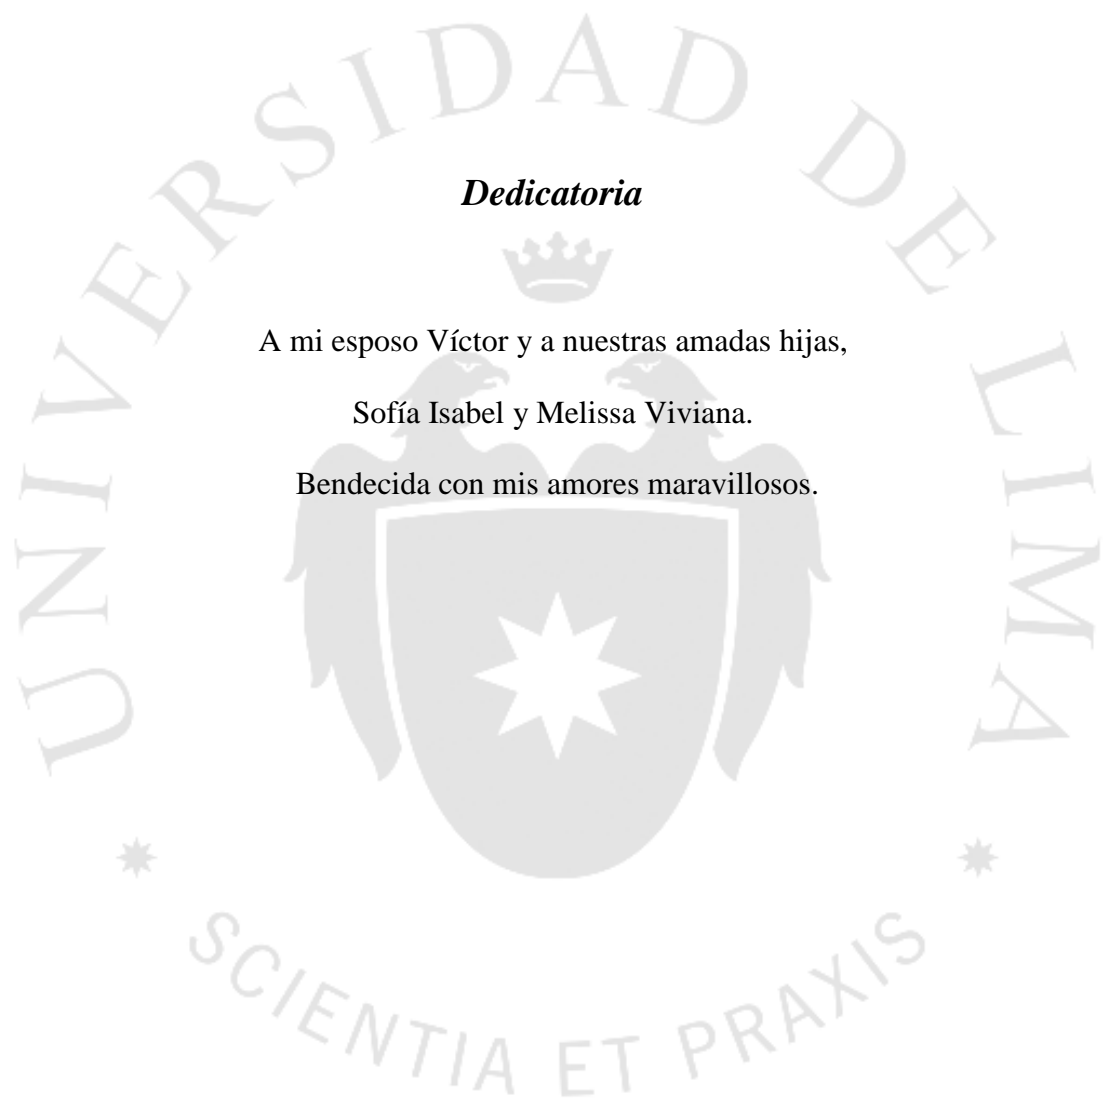 UNIVERSIDAD DE LIMA
Dedicatoria
A mi esposo Víctor y a nuestras amadas hijas,
Sofía Isabel y Melissa Viviana.
Bendecida con mis amores maravillosos.
SCIENTIA ET PRAXIS